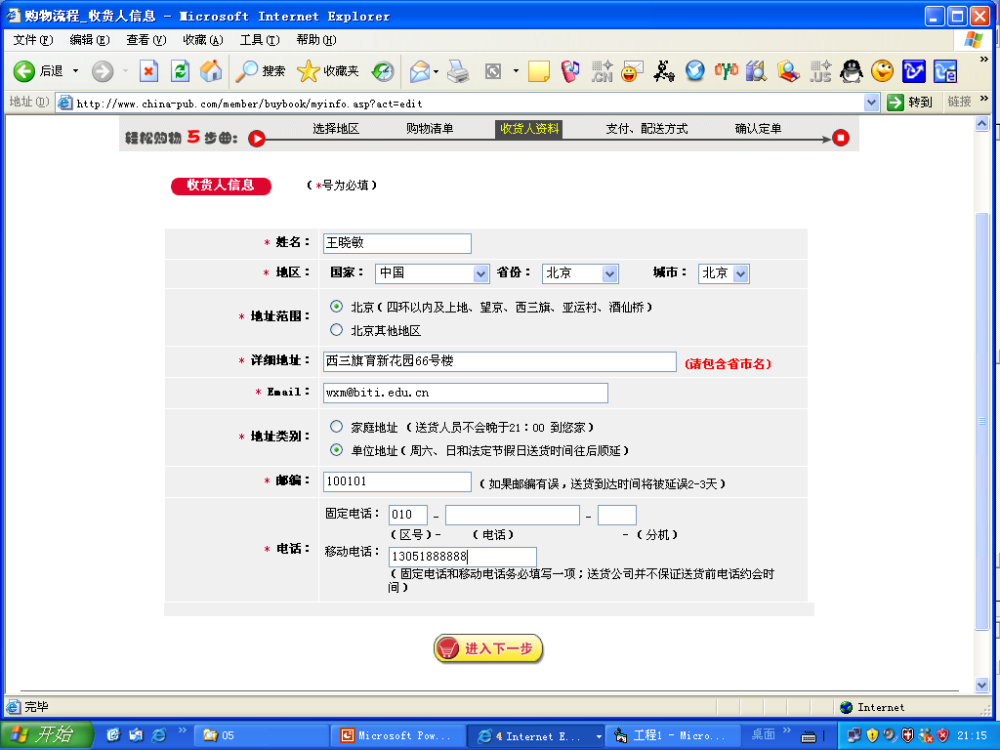 购物流程_收货人信息 - Microsoft Internet Explorer
文件(F) 编辑(E) 查看(V) 收藏(A) 工具(T) 帮助(H)
后退 搜索 收藏夹 .CN .US
地址(D) http://www.china-pub.com/member/buybook/myinfo.asp?act=edit 转到 链接 »
轻松购物5步曲: 选择地区 购物清单 收货人资料 支付、配送方式 确认定单
收货人信息 (*号为必填)
* 姓名: 王晓敏
* 地区: 国家: 中国 省份: 北京 城市: 北京
* 地址范围: 北京(四环以内及上地、望京、西三旗、亚运村、酒仙桥)
北京其他地区
* 详细地址: 西三旗育新花园66号楼 (请包含省市名)
* Email: wxm@biti.edu.cn
* 地址类别: 家庭地址 (送货人员不会晚于21:00 到您家)
单位地址(周六、日和法定节假日送货时间往后顺延)
* 邮编: 100101 (如果邮编有误,送货到达时间将被延误2-3天)
* 电话: 固定电话: 010 - -
(区号)- (电话) -(分机)
移动电话: 13051888888
(固定电话和移动电话务必填写一项;送货公司并不保证送货前电话约会时
间)
进入下一步
完毕 Internet
开始 » 05 Microsoft Pow... 4 Internet E... 工程1 - Micro... 桌面 » 21:15